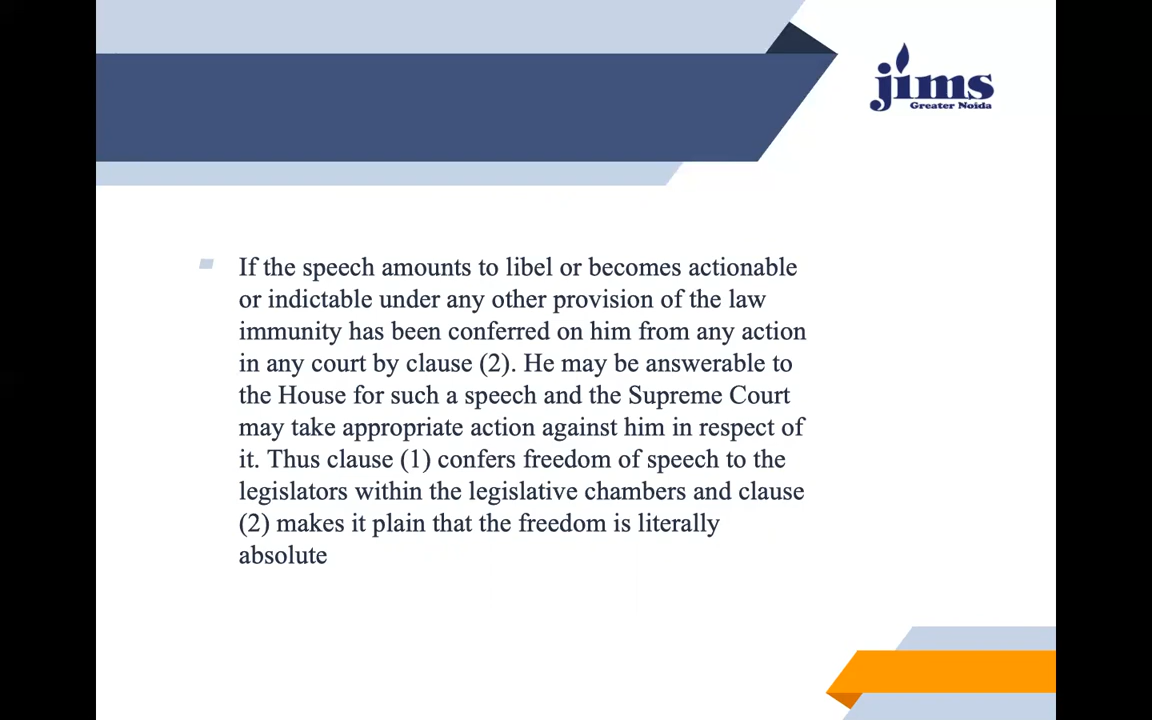 jims
Greater Noida
If the speech amounts to libel or becomes actionable
or indictable under any other provision of the law
immunity has been conferred on him from any action
in any court by clause (2). He may be answerable to
the House for such a speech and the Supreme Court
may take appropriate action against him in respect of
it. Thus clause (1) confers freedom of speech to the
legislators within the legislative chambers and clause
(2) makes it plain that the freedom is literally
absolute